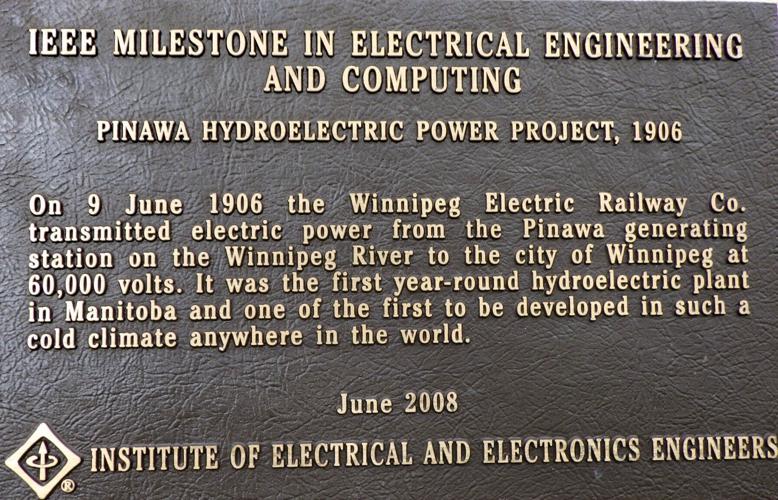 IEEE MILESTONE IN ELECTRICAL ENGINEERING
AND COMPUTING
PINAWA HYDROELECTRIC POWER PROJECT, 1906
On 9 June 1906 the Winnipeg Electric Railway Co.
transmitted electric power from the Pinawa generating
station on the Winnipeg River to the city of Winnipeg at
60,000 volts. It was the first year-round hydroelectric plant
in Manitoba and one of the first to be developed in such a
cold climate anywhere in the world.
June 2008
® INSTITUTE OF ELECTRICAL AND ELECTRONICS ENGINEERS